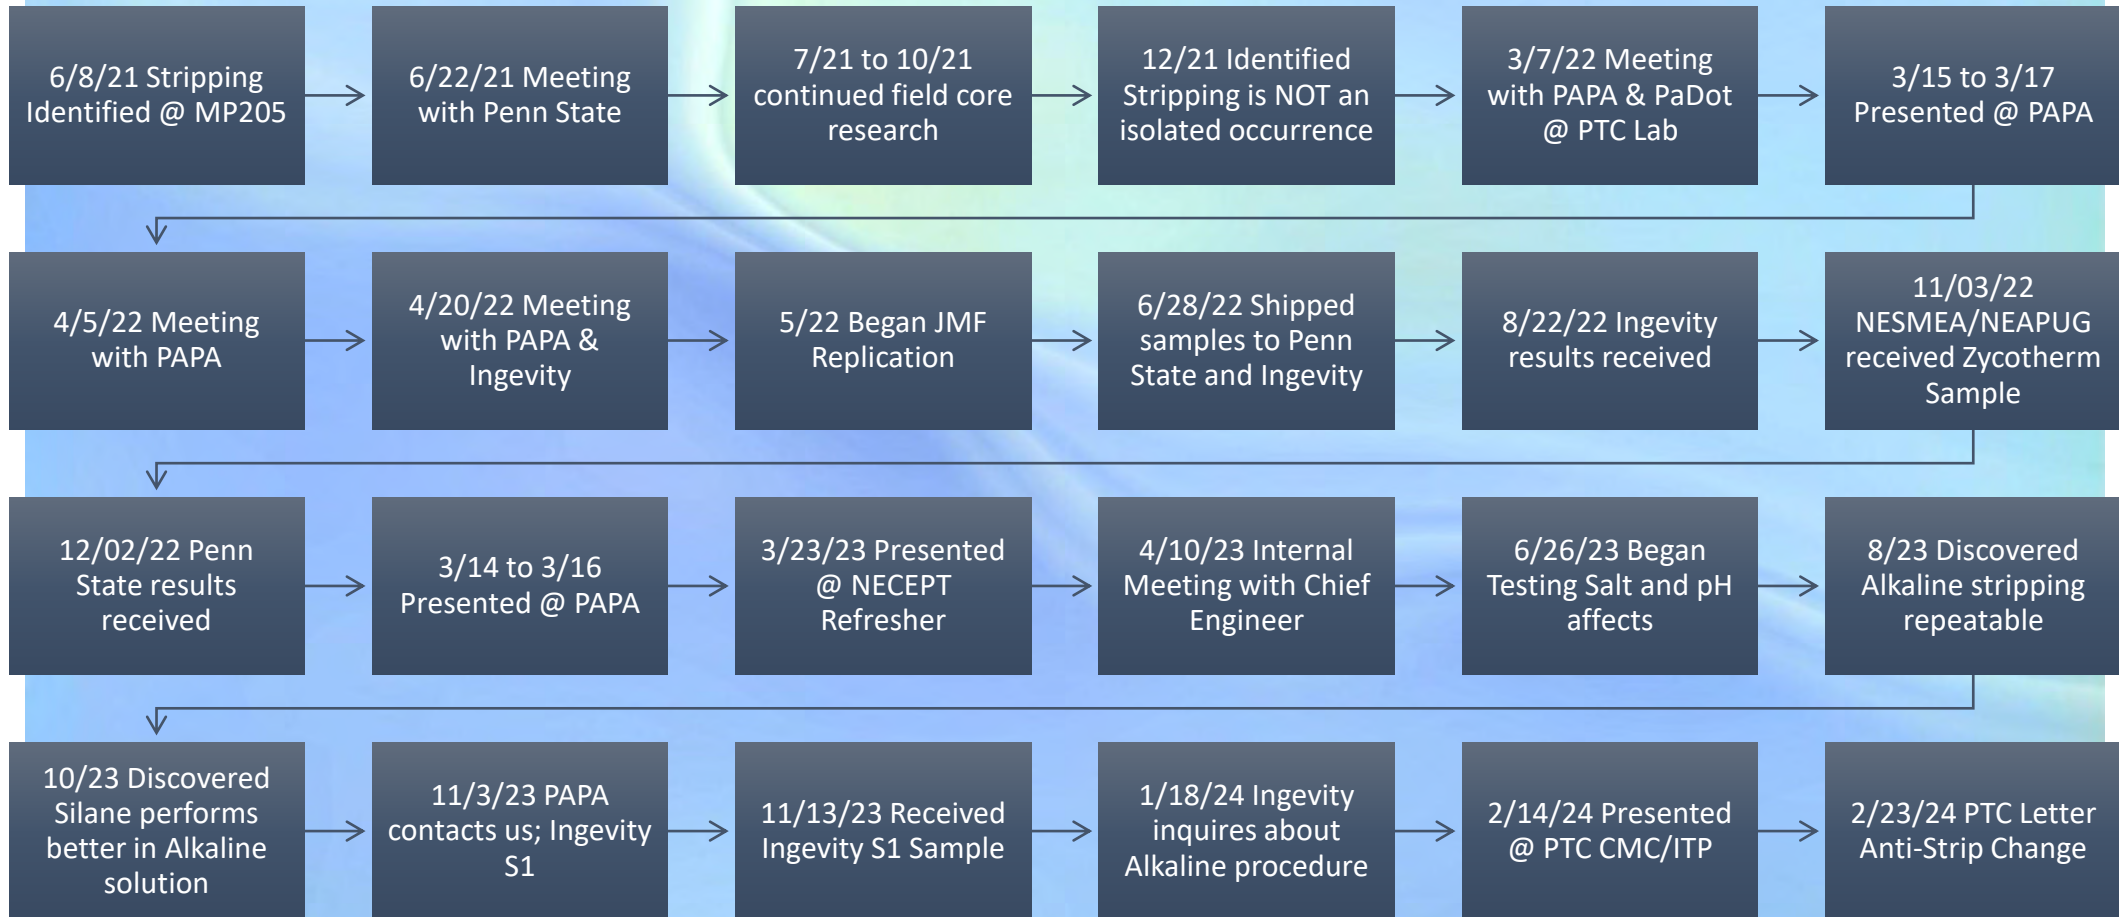 6/8/21 Stripping
Identified @ MP205
6/22/21 Meeting
with Penn State
7/21 to 10/21
continued field core
research
12/21 Identified
Stripping is NOT an
isolated occurrence
3/7/22 Meeting
with PAPA & PaDot
@ PTC Lab
3/15 to 3/17
Presented @ PAPA
4/5/22 Meeting
with PAPA
4/20/22 Meeting
with PAPA &
Ingevity
5/22 Began JMF
Replication
6/28/22 Shipped
samples to Penn
State and Ingevity
8/22/22 Ingevity
results received
11/03/22
NESMEA/NEAPUG
received Zycotherm
Sample
12/02/22 Penn
State results
received
3/14 to 3/16
Presented @ PAPA
3/23/23 Presented
@ NECEPT
Refresher
4/10/23 Internal
Meeting with Chief
Engineer
6/26/23 Began
Testing Salt and pH
affects
8/23 Discovered
Alkaline stripping
repeatable
10/23 Discovered
Silane performs
better in Alkaline
solution
11/3/23 PAPA
contacts us; Ingevity
S1
11/13/23 Received
Ingevity S1 Sample
1/18/24 Ingevity
inquires about
Alkaline procedure
2/14/24 Presented
@ PTC CMC/ITP
2/23/24 PTC Letter
Anti-Strip Change